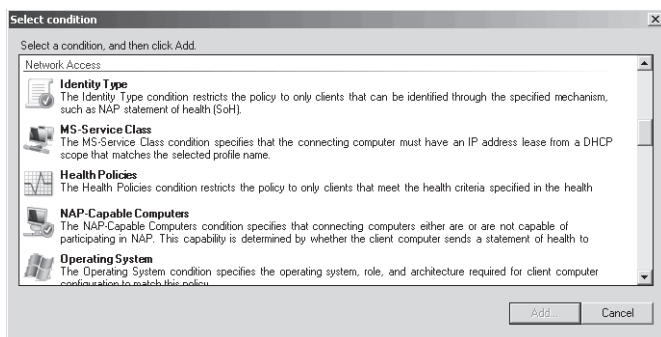 Select condition
Select a condition, and then click Add.
Network Access
Identity Type
The Identity Type condition restricts the policy to only clients that can be identified through the specified mechanism,
such as NAP statement of health (SoH).
MS-Service Class
The MS-Service Class condition specifies that the connecting computer must have an IP address lease from a DHCP
scope that matches the selected profile name.
Health Policies
The Health Policies condition restricts the policy to only clients that meet the health criteria specified in the health
NAP-Capable Computers
The NAP-Capable Computers condition specifies that connecting computers either are or are not capable of
participating in NAP. This capability is determined by whether the client computer sends a statement of health to
Operating System
The Operating System condition specifies the operating system, role, and architecture required for client computer
configuration to match this policy.
Add...
Cancel